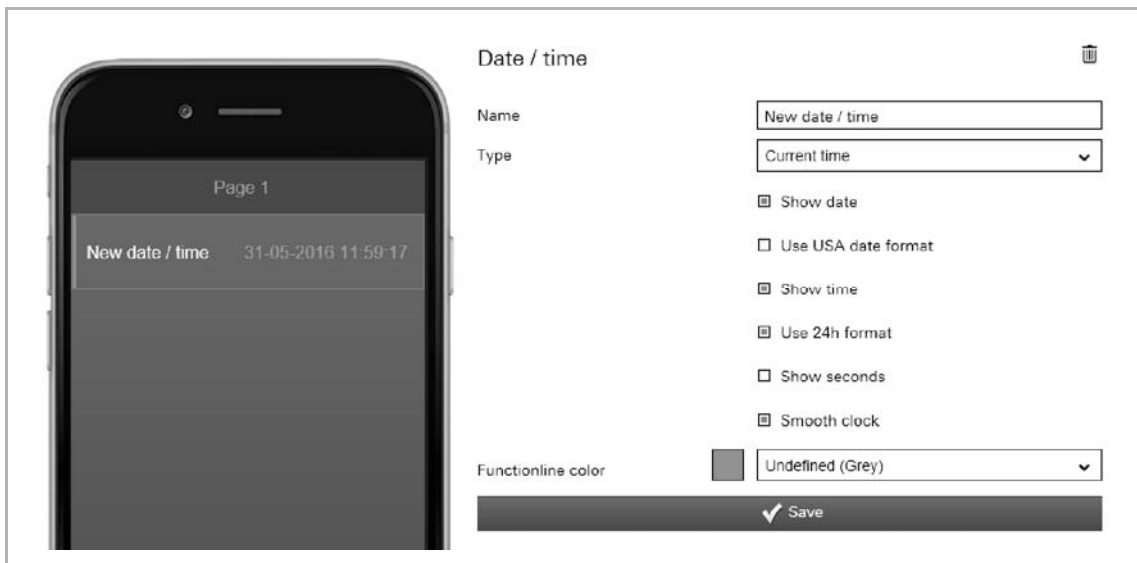 Date / time
Name
New date / time
Type
Current time
Page 1
Show date
New date / time 31-05-2016 11:59:17
Use USA date format
Show time
Use 24h format
Show seconds
Smooth clock
Functionline color
Undefined (Grey)
Save